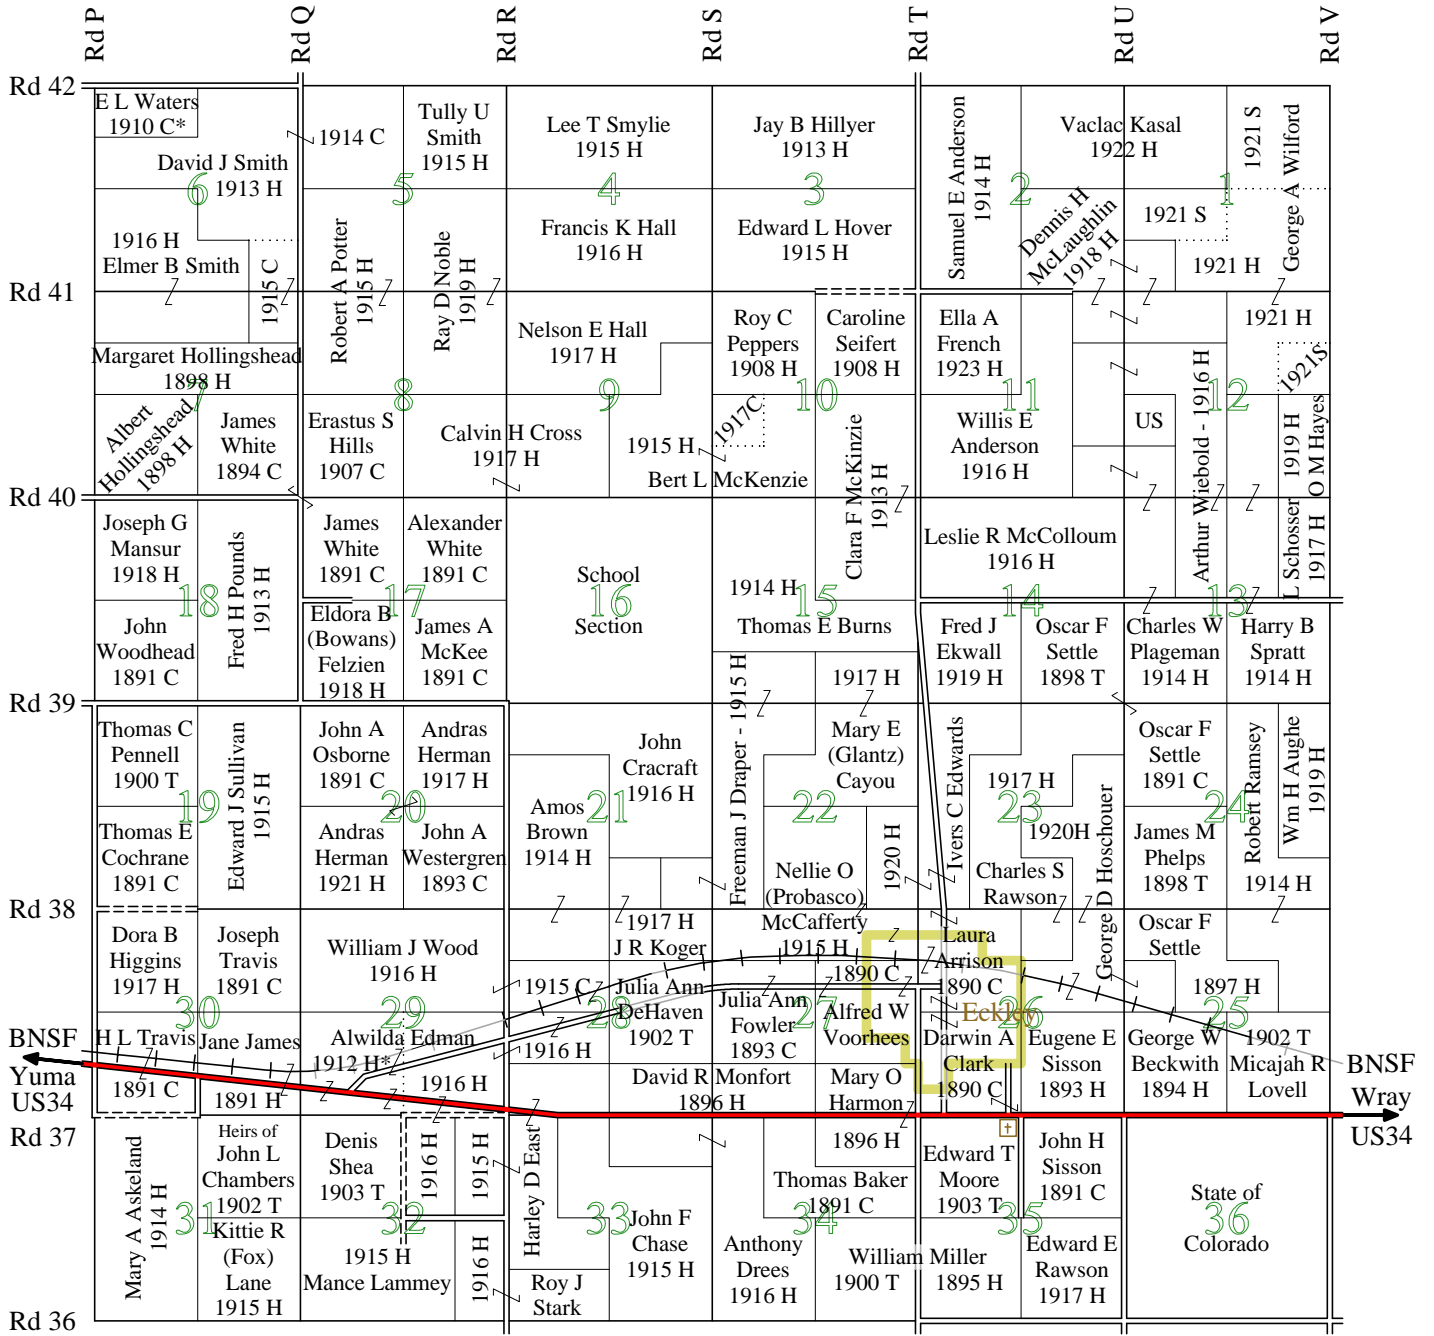 Rd P
Rd Q
Rd R
Rd S
Rd T
Rd U
Rd V
Rd 42
E L Waters
1910 C*
David J Smith
1913 H
6
1916 H
Elmer B Smith
1915 C
1914 C
Tully U
Smith
1915 H
5
Robert A Potter
1915 H
Ray D Noble
1919 H
Lee T Smylie
1915 H
4
Francis K Hall
1916 H
Jay B Hillyer
1913 H
3
Edward L Hover
1915 H
Samuel E Anderson
1914 H
2
Dennis H
McLaughlin
1918 H
Vaclac Kasal
1922 H
1921 S
George A Wilford
1
1921 S
1921 H
Rd 41
Margaret Hollingshead
1898 H
7
Albert
Hollingshead
1898 H
James
White
1894 C
8
Erastus S
Hills
1907 C
Nelson E Hall
1917 H
9
Calvin H Cross
1917 H
1915 H
Bert L McKenzie
1917C
Roy C
Peppers
1908 H
Caroline
Seifert
1908 H
10
Clara F McKinzie
1913 H
Ella A
French
1923 H
11
Willis E
Anderson
1916 H
US
Arthur Wiebold - 1916 H
1921 H
1921S
12
1919 H
O M Hayes
Rd 40
Joseph G
Mansur
1918 H
18
John
Woodhead
1891 C
Fred H Pounds
1913 H
James
White
1891 C
Alexander
White
1891 C
17
Eldora B
(Bowans)
Felzien
1918 H
James A
McKee
1891 C
School
16
Section
1914 H
15
Thomas E Burns
1917 H
Leslie R McColloum
1916 H
14
Fred J
Ekwall
1919 H
Oscar F
Settle
1898 T
13
L Schosser
1917 H
Charles W
Plageman
1914 H
Harry B
Spratt
1914 H
Rd 39
Thomas C
Pennell
1900 T
19
Thomas E
Cochrane
1891 C
Edward J Sullivan
1915 H
John A
Osborne
1891 C
Andras
Herman
1917 H
20
Andras
Herman
1921 H
John A
Westergren
1893 C
Amos
Brown
1914 H
21
John
Cracraft
1916 H
Freeman J Draper - 1915 H
Mary E
(Glantz)
Cayou
22
Nellie O
(Probasco)
McCafferty
1915 H
1920 H
Ivers C Edwards
1917 H
23
1920H
Charles S
Rawson
George D Hoschouer
Oscar F
Settle
1891 C
24
James M
Phelps
1898 T
Robert Ramsey
1914 H
Wm H Aughe
1919 H
Rd 38
Dora B
Higgins
1917 H
Joseph
Travis
1891 C
30
H L Travis
1891 C
Jane James
1891 H
William J Wood
1916 H
29
Alwilda Edman
1912 H*
1916 H
1917 H
J R Koger
1915 C
28
1916 H
Julia Ann
DeHaven
1902 T
David R Monfort
1896 H
Julia Ann
Fowler
1893 C
27
1890 C
Alfred W
Voorhees
Mary O
Harmon
1896 H
Laura
Arrison
1890 C
Eckley
26
Darwin A
Clark
1890 C
Eugene E
Sisson
1893 H
Oscar F
Settle
1897 H
25
George W
Beckwith
1894 H
1902 T
Micajah R
Lovell
BNSF
Yuma
US34
BNSF
Wray
US34
Rd 37
Mary A Askeland
1914 H
31
Heirs of
John L
Chambers
1902 T
Kittie R
(Fox)
Lane
1915 H
Denis
Shea
1903 T
1916 H
1915 H
32
1915 H
Mance Lammey
1916 H
Harley D East
33
Roy J
Stark
John F
Chase
1915 H
Thomas Baker
1891 C
34
Anthony
Drees
1916 H
William Miller
1900 T
1895 H
Edward T
Moore
1903 T
35
John H
Sisson
1891 C
Edward E
Rawson
1917 H
State of
36
Colorado
Rd 36